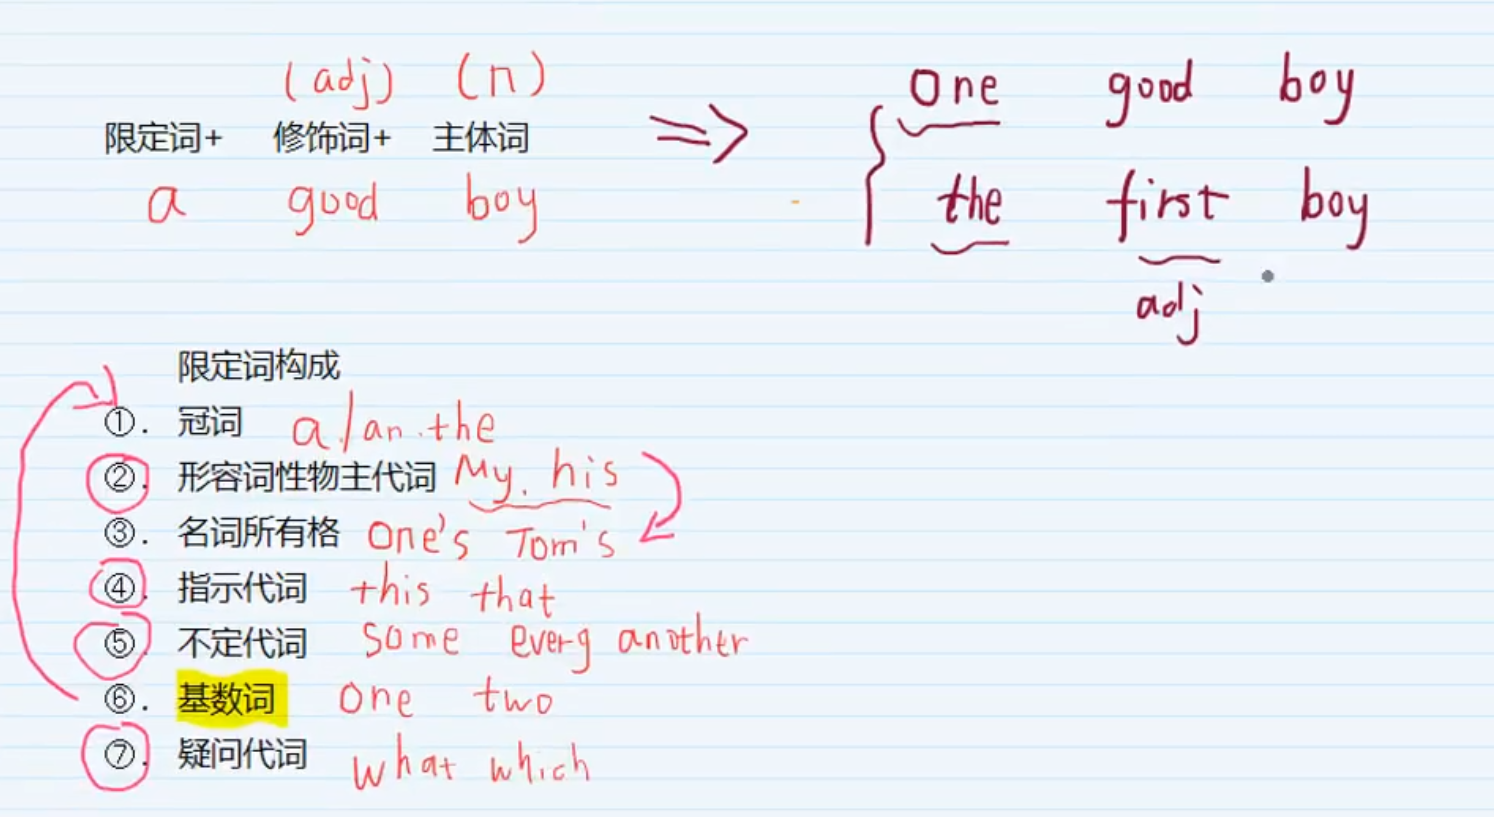 (adj) (n)
限定词+ 修饰词+ 主体词 =>
a good boy
one good boy
the first boy
adj
限定词构成
①. 冠词 a/an.the
②. 形容词性物主代词 My. his
③. 名词所有格 one's Tom's
④. 指示代词 this that
⑤. 不定代词 some every another
⑥. 基数词 one two
⑦. 疑问代词 what which